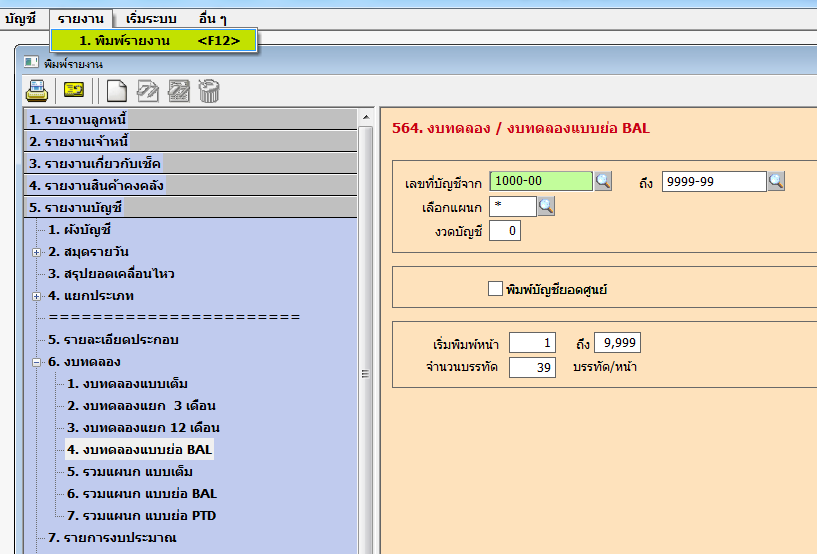 บัญชี รายงาน เริ่มระบบ อื่น ๆ
1. พิมพ์รายงาน <F12>
พิมพ์รายงาน
1. รายงานลูกหนี้
2. รายงานเจ้าหนี้
3. รายงานเกี่ยวกับเช็ค
4. รายงานสินค้าคงคลัง
5. รายงานบัญชี
1. ผังบัญชี
2. สมุดรายวัน
3. สรุปยอดเคลื่อนไหว
4. แยกประเภท
=======================
5. รายละเอียดประกอบ
6. งบทดลอง
1. งบทดลองแบบเต็ม
2. งบทดลองแยก 3 เดือน
3. งบทดลองแยก 12 เดือน
4. งบทดลองแบบย่อ BAL
5. รวมแผนก แบบเต็ม
6. รวมแผนก แบบย่อ BAL
7. รวมแผนก แบบย่อ PTD
7. รายการงบประมาณ
564. งบทดลอง / งบทดลองแบบย่อ BAL
เลขที่บัญชีจาก 1000-00 ถึง 9999-99
เลือกแผนก *
งวดบัญชี 0
พิมพ์บัญชียอดศูนย์
เริ่มพิมพ์หน้า 1 ถึง 9,999
จำนวนบรรทัด 39 บรรทัด/หน้า